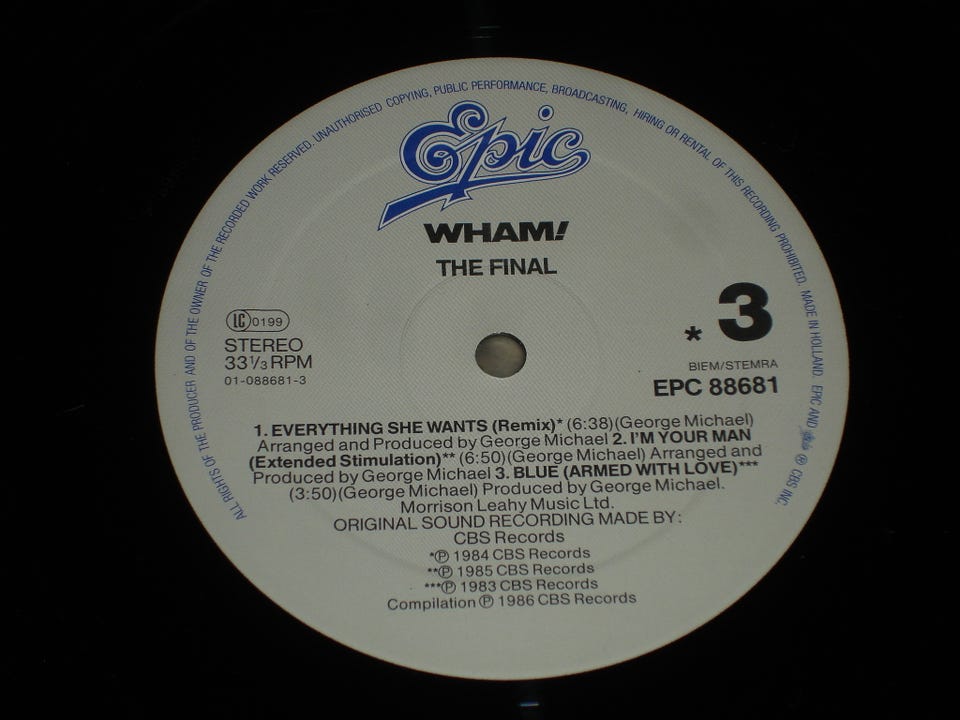 ALL RIGHTS OF THE PRODUCER AND OF THE OWNER OF THE RECORDED WORK RESERVED. UNAUTHORISED COPYING, PUBLIC PERFORMANCE, BROADCASTING, HIRING OR RENTAL OF THIS RECORDING PROHIBITED. MADE IN HOLLAND. EPIC AND Epic ℗ CBS INC.
Epic
WHAM!
THE FINAL
LC 0199
STEREO
33⅓ RPM
01-088681-3
* 3
BIEM/STEMRA
EPC 88681
1. EVERYTHING SHE WANTS (Remix)* (6:38)(George Michael)
Arranged and Produced by George Michael 2. I'M YOUR MAN
(Extended Stimulation)** (6:50)(George Michael) Arranged and
Produced by George Michael 3. BLUE (ARMED WITH LOVE)***
(3:50)(George Michael) Produced by George Michael.
Morrison Leahy Music Ltd.
ORIGINAL SOUND RECORDING MADE BY:
CBS Records
*℗ 1984 CBS Records
**℗ 1985 CBS Records
***℗ 1983 CBS Records
Compilation ℗ 1986 CBS Records